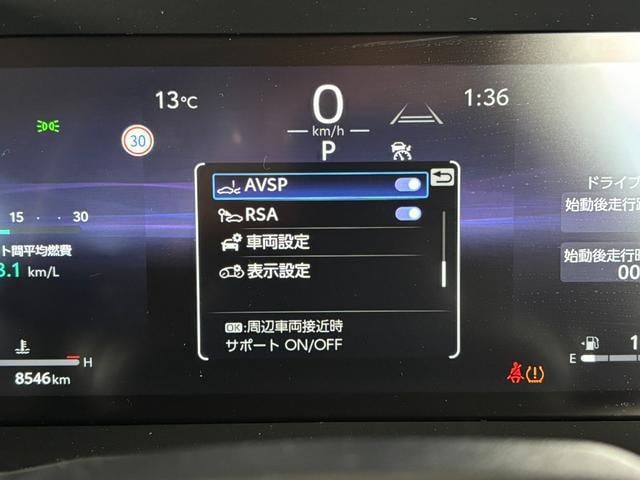 13℃
0
km/h
P
1:36
30
AVSP
RSA
車両設定
表示設定
OK:周辺車両接近時
サポート ON/OFF
15 · · 30
ト間平均燃費
3.1 km/L
H
8546km
ドライブ
始動後走行
始動後走行時
00
E
1